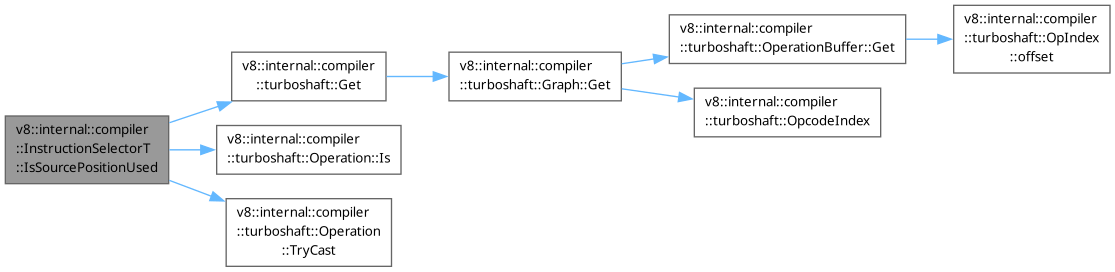 v8::internal::compiler
::InstructionSelectorT
::IsSourcePositionUsed
v8::internal::compiler
::turboshaft::Get
v8::internal::compiler
::turboshaft::Graph::Get
v8::internal::compiler
::turboshaft::OperationBuffer::Get
v8::internal::compiler
::turboshaft::OpIndex
::offset
v8::internal::compiler
::turboshaft::OpcodeIndex
v8::internal::compiler
::turboshaft::Operation::Is
v8::internal::compiler
::turboshaft::Operation
::TryCast